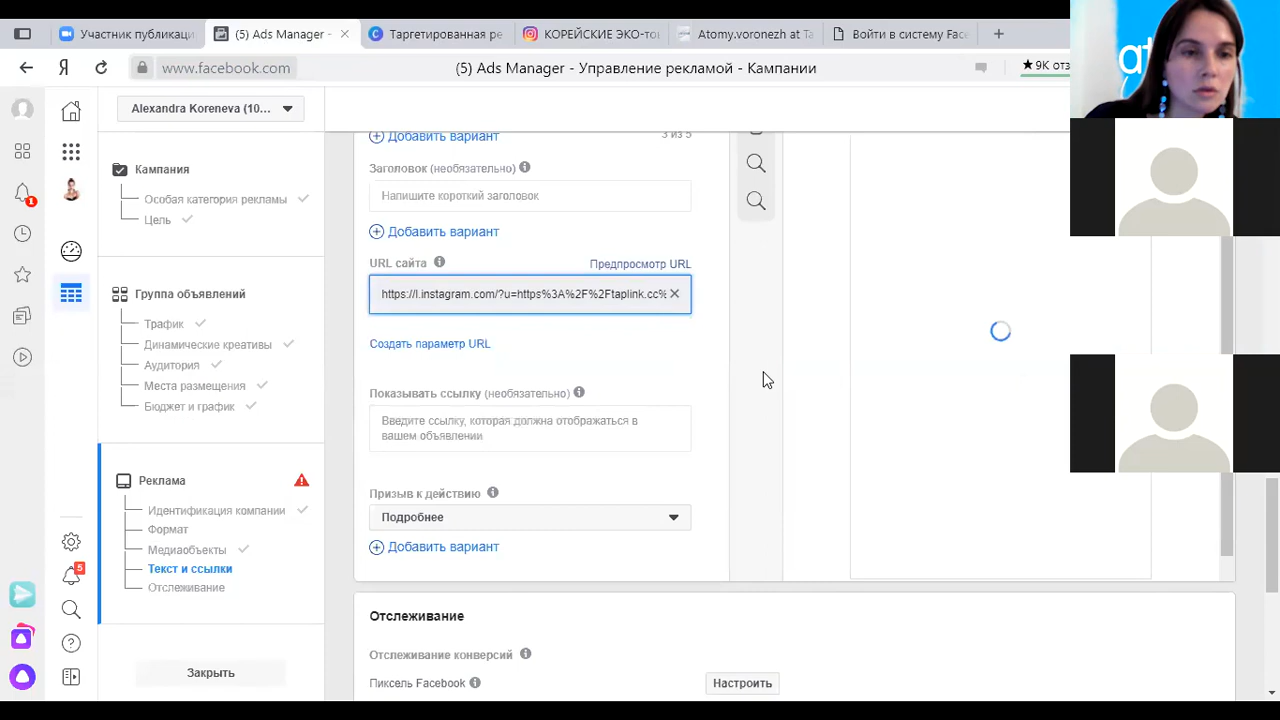 Участник публикаци
(5) Ads Manager -
Таргетированная ре
КОРЕЙСКИЕ ЭКО-то
Atomy.voronezh at Ta
Войти в систему Face
Я
www.facebook.com
(5) Ads Manager - Управление рекламой - Кампании
★9K отз
at
Alexandra Koreneva (10...
Добавить вариант
3 из 5
Кампания
Заголовок (необязательно)
Особая категория рекламы
Напишите короткий заголовок
Цель
1
Добавить вариант
URL сайта
Предпросмотр URL
Группа объявлений
https://l.instagram.com/?u=https%3A%2F%2Ftaplink.cc%
Трафик
Динамические креативы
Создать параметр URL
Аудитория
Места размещения
Показывать ссылку (необязательно)
Бюджет и график
Введите ссылку, которая должна отображаться в
вашем объявлении
Реклама
Призыв к действию
Идентификация компании
Подробнее
Формат
Медиаобъекты
Добавить вариант
Текст и ссылки
5
Отслеживание
Отслеживание
Отслеживание конверсий
Закрыть
Пиксель Facebook
Настроить